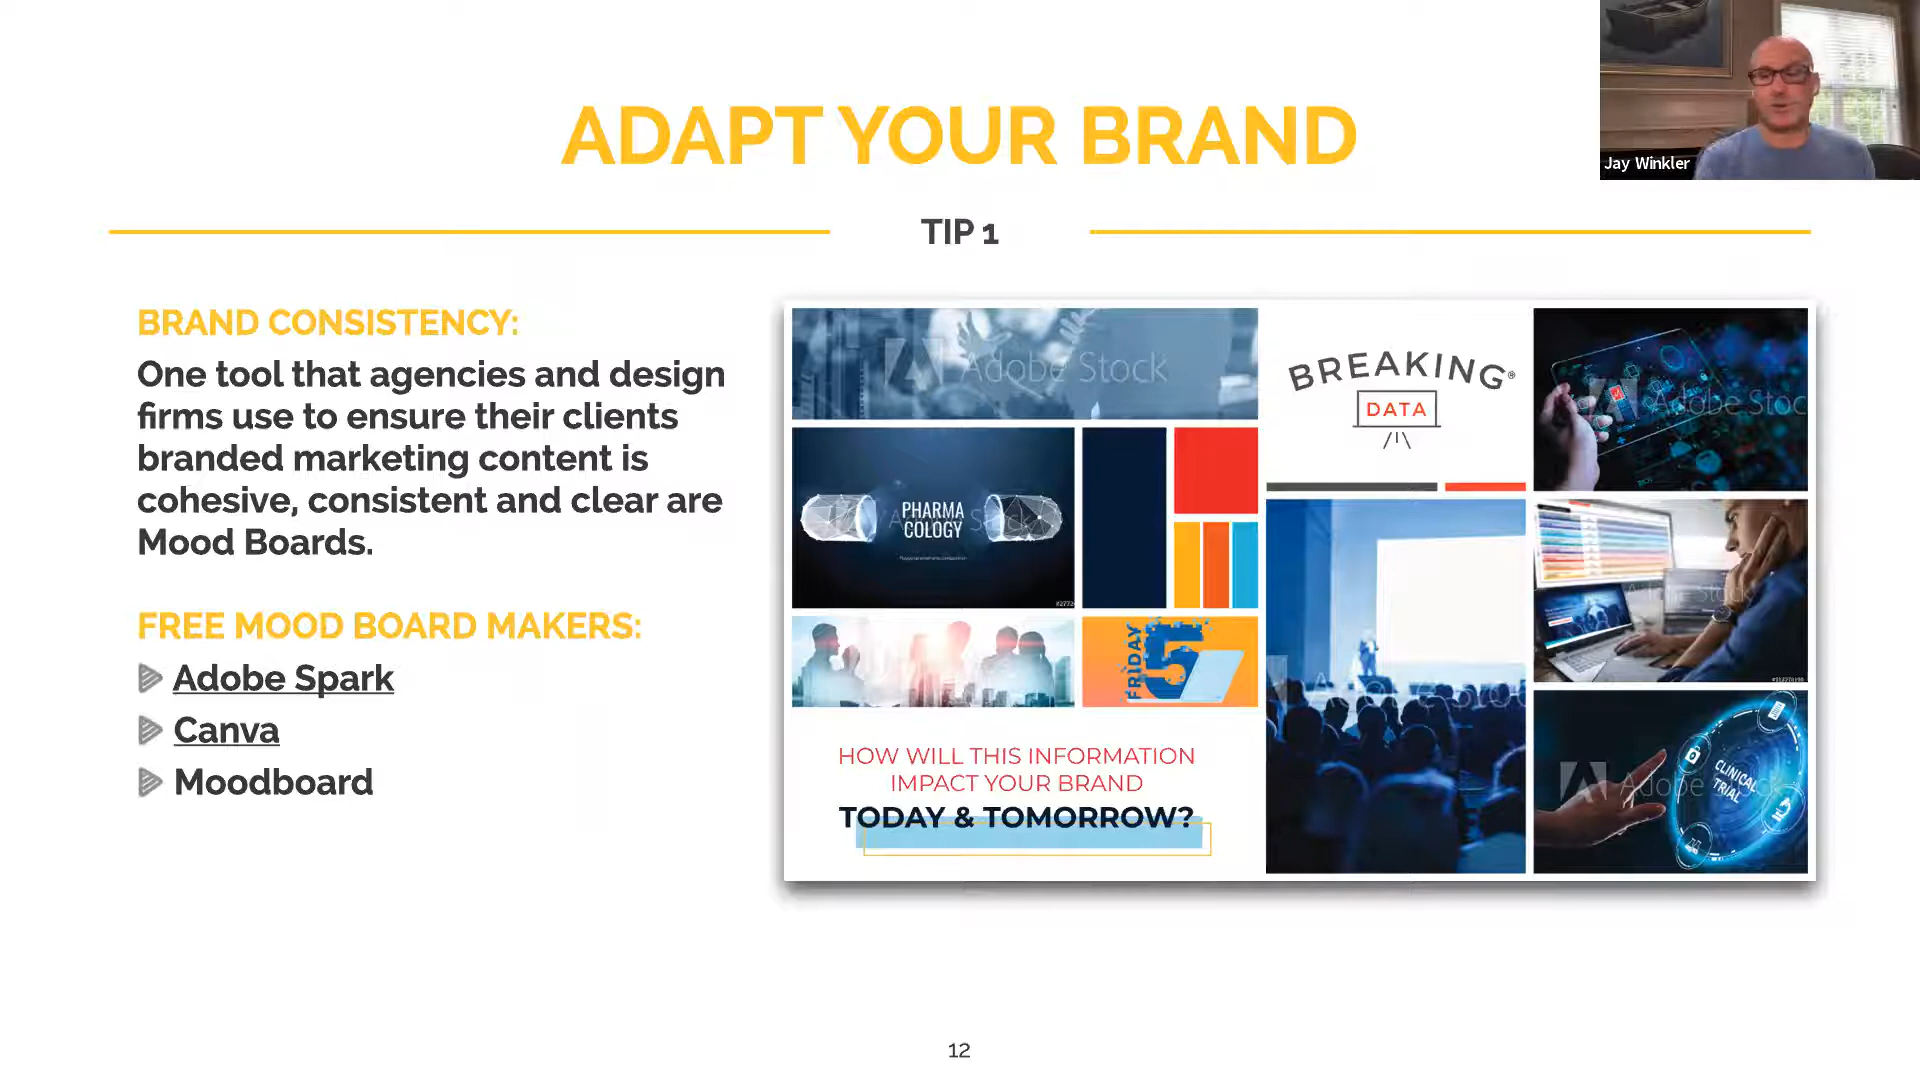 ADAPT YOUR BRAND
Jay Winkler
TIP 1
BRAND CONSISTENCY:
One tool that agencies and design
firms use to ensure their clients
branded marketing content is
cohesive, consistent and clear are
Mood Boards.
FREE MOOD BOARD MAKERS:
Adobe Spark
Canva
Moodboard
Adobe Stock
BREAKING®
DATA
PHARMA
COLOGY
FRIDAY
5
HOW WILL THIS INFORMATION
IMPACT YOUR BRAND
TODAY & TOMORROW?
Adobe Stoc
CLINICAL
TRIAL
Adobe
12